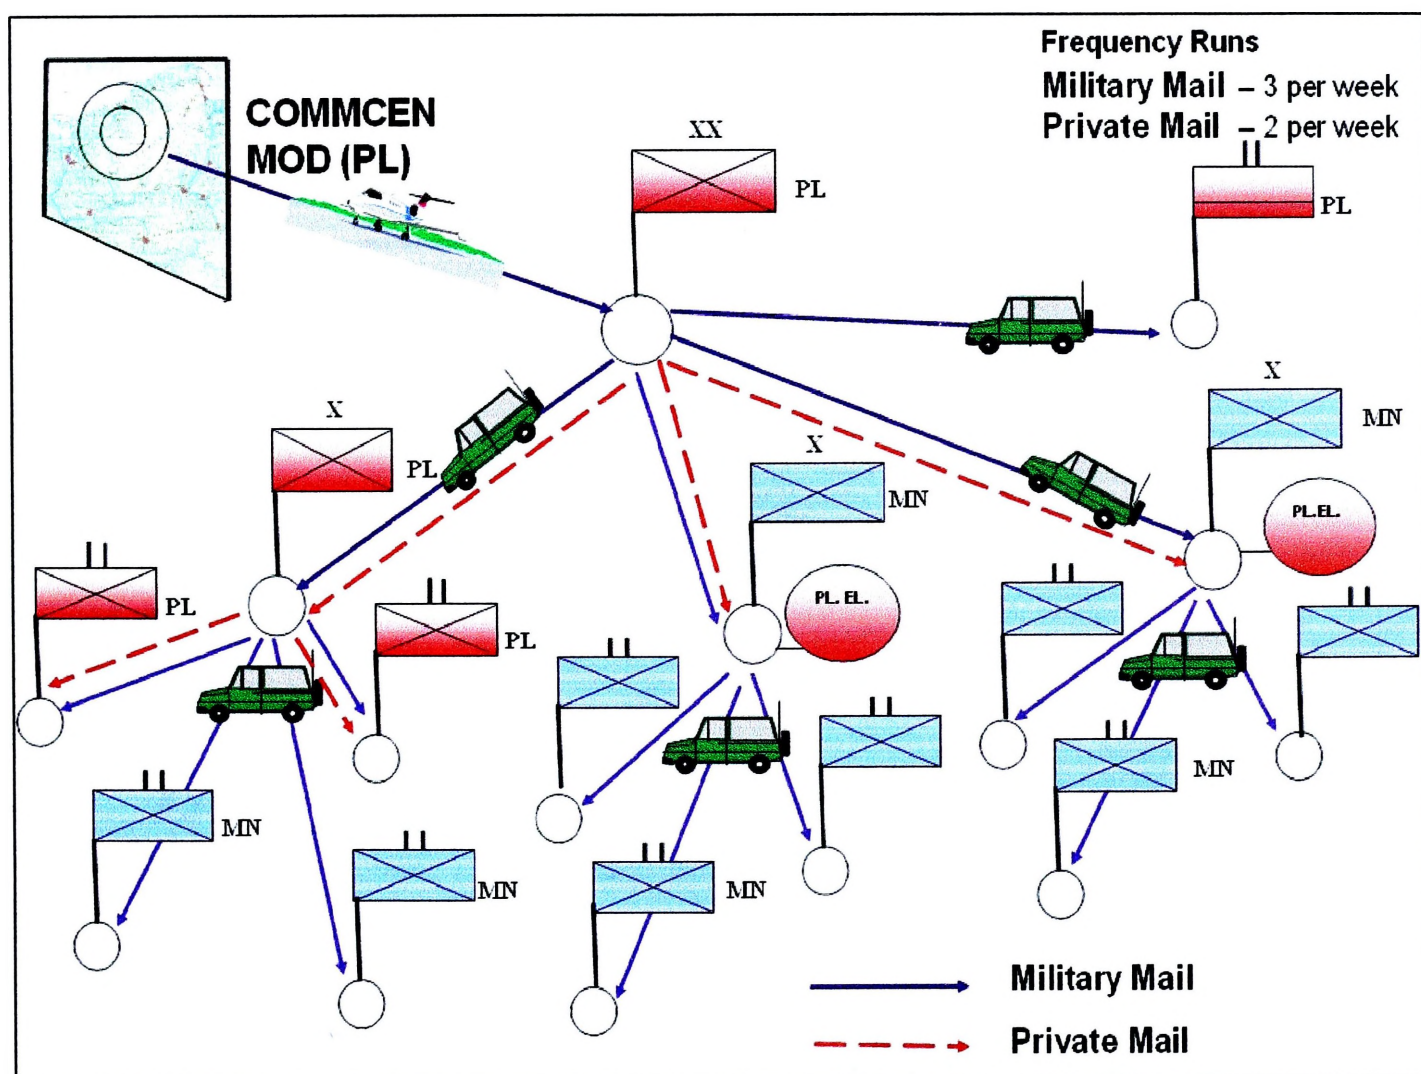 Frequency Runs
Military Mail – 3 per week
Private Mail – 2 per week
COMMCEN
MOD (PL)
XX
PL
PL
X
MN
X
PL
X
MN
PL. EL.
PL. EL.
PL
PL
MN
MN
MN
MN
Military Mail
Private Mail